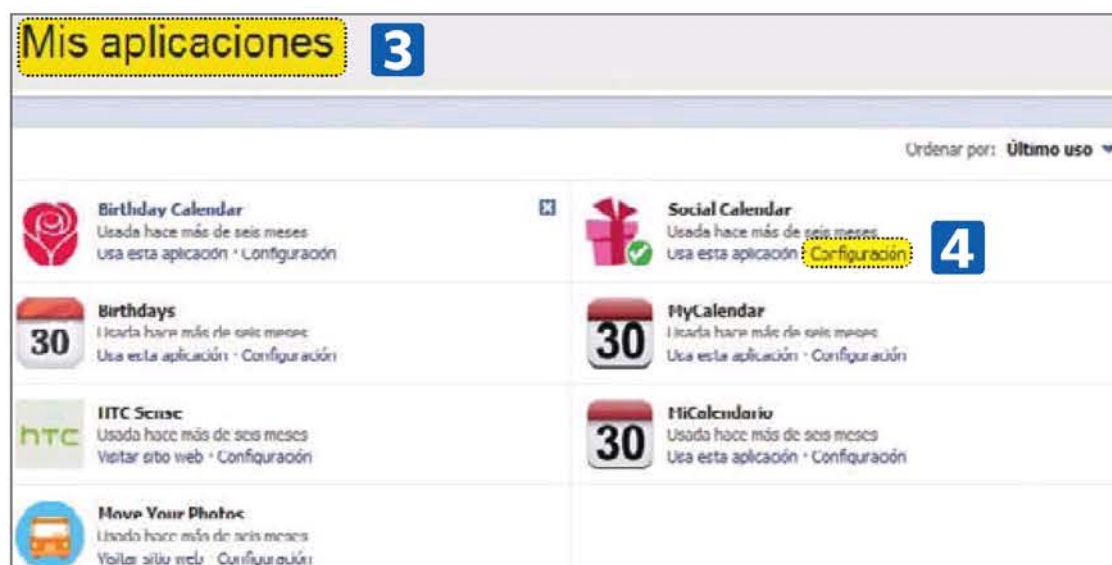 Mis aplicaciones 3
Ordenar por: Último uso
Birthday Calendar
Usada hace más de seis meses
Usa esta aplicación · Configuración
Social Calendar
Usada hace más de seis meses
Usa esta aplicación Configuración 4
30
Birthdays
Usada hace más de seis meses
Usa esta aplicación · Configuración
30
MyCalendar
Usada hace más de seis meses
Usa esta aplicación · Configuración
hTC
HTC Sense
Usada hace más de seis meses
Visitar sitio web · Configuración
30
MiCalendario
Usada hace más de seis meses
Usa esta aplicación · Configuración
Move Your Photos
Usada hace más de seis meses
Visitar sitio web · Configuración